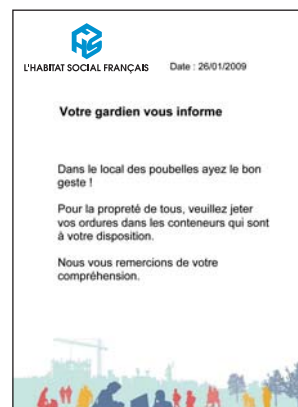 L'HABITAT SOCIAL FRANÇAIS
Date : 26/01/2009
Votre gardien vous informe
Dans le local des poubelles ayez le bon
geste !
Pour la propreté de tous, veuillez jeter
vos ordures dans les conteneurs qui sont
à votre disposition.
Nous vous remercions de votre
compréhension.